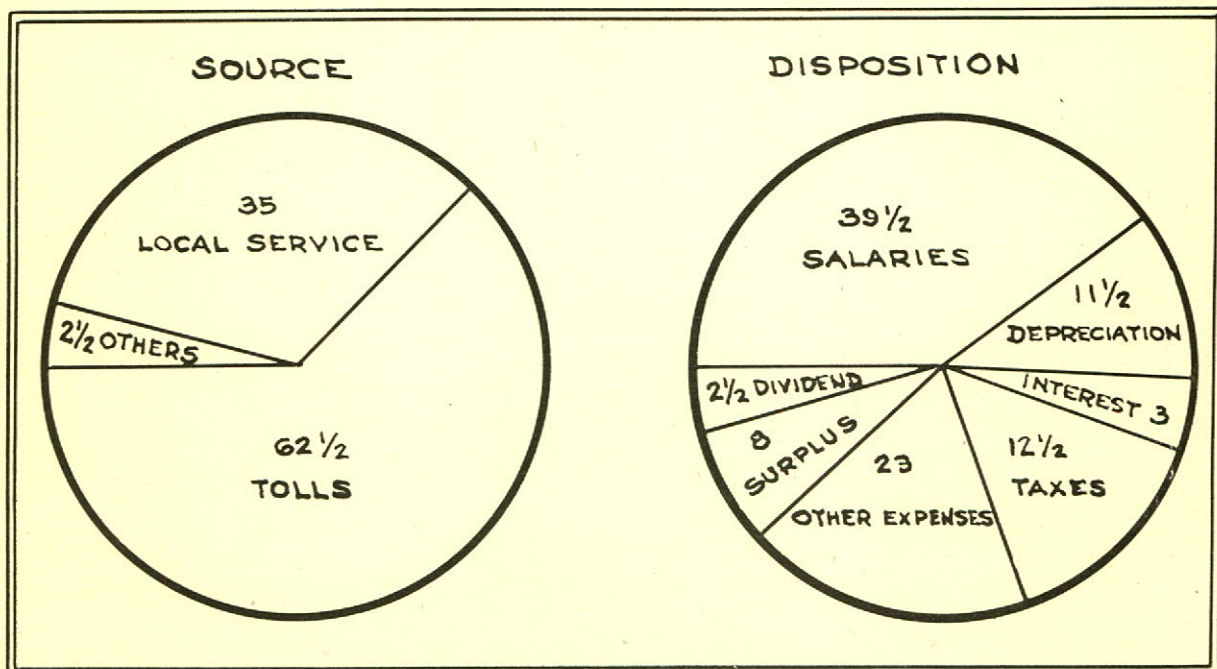 SOURCE
35
LOCAL SERVICE
2½ OTHERS
62½
TOLLS
DISPOSITION
39½
SALARIES
11½
DEPRECIATION
INTEREST 3
12½
TAXES
23
OTHER EXPENSES
8
SURPLUS
2½ DIVIDEND